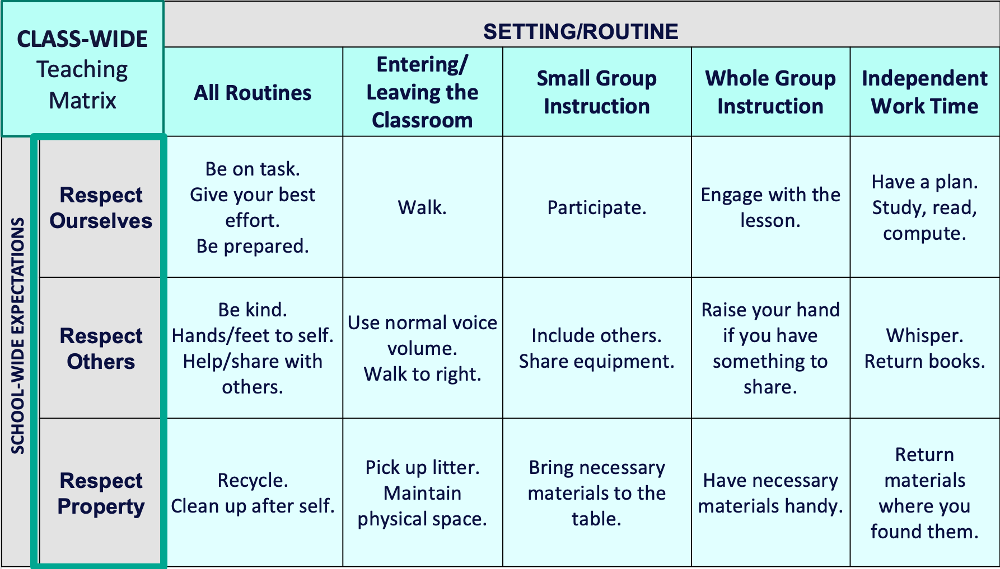 CLASS-WIDE
Teaching
Matrix
SETTING/ROUTINE
All Routines
Entering/
Leaving the
Classroom
Small Group
Instruction
Whole Group
Instruction
Independent
Work Time
SCHOOL-WIDE EXPECTATIONS
Respect
Ourselves
Be on task.
Give your best
effort.
Be prepared.
Walk.
Participate.
Engage with the
lesson.
Have a plan.
Study, read,
compute.
Respect
Others
Be kind.
Hands/feet to self.
Help/share with
others.
Use normal voice
volume.
Walk to right.
Include others.
Share equipment.
Raise your hand
if you have
something to
share.
Whisper.
Return books.
Respect
Property
Recycle.
Clean up after self.
Pick up litter.
Maintain
physical space.
Bring necessary
materials to the
table.
Have necessary
materials handy.
Return
materials
where you
found them.